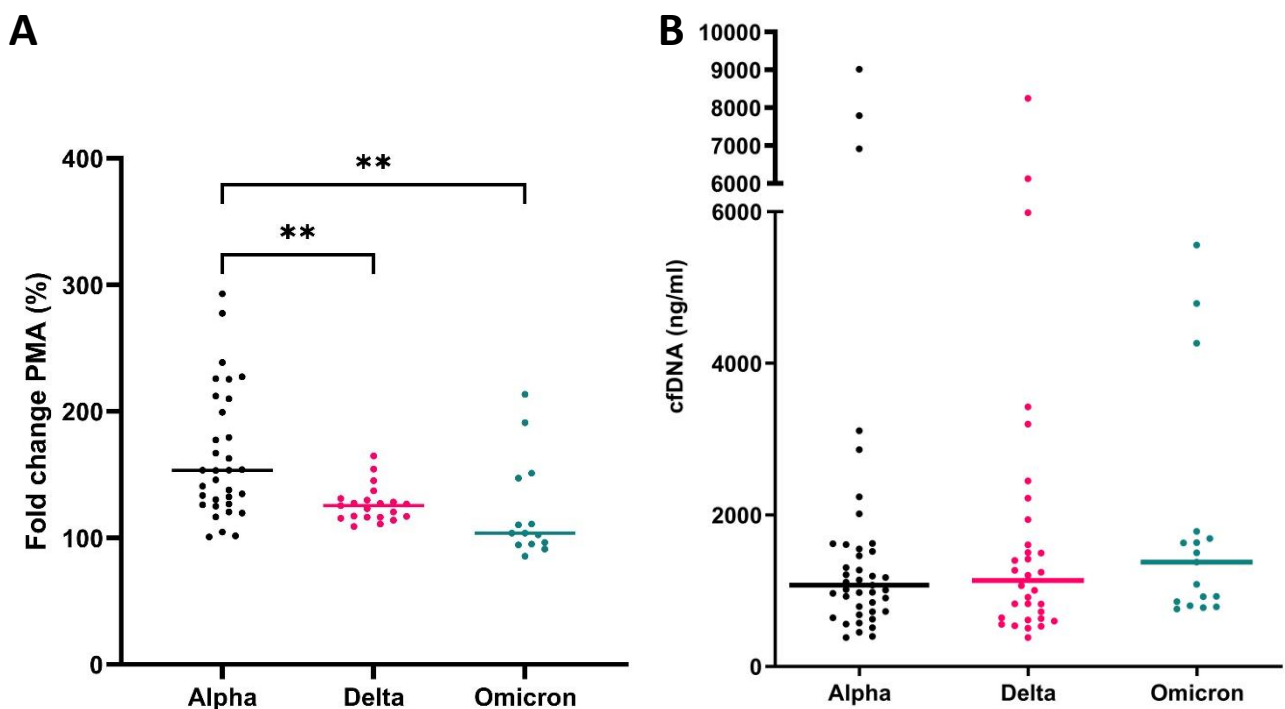 A
Fold change PMA (%)
400
300
200
100
0
**
**
Alpha Delta Omicron
B
cfDNA (ng/ml)
10000
9000
8000
7000
6000
6000
4000
2000
0
Alpha Delta Omicron